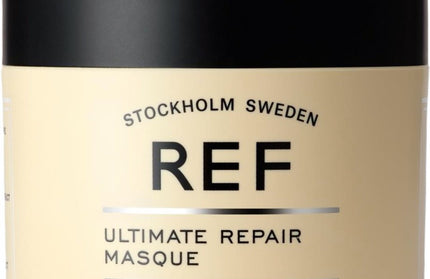 STOCKHOLM SWEDEN
REF
ULTIMATE REPAIR
MASQUE